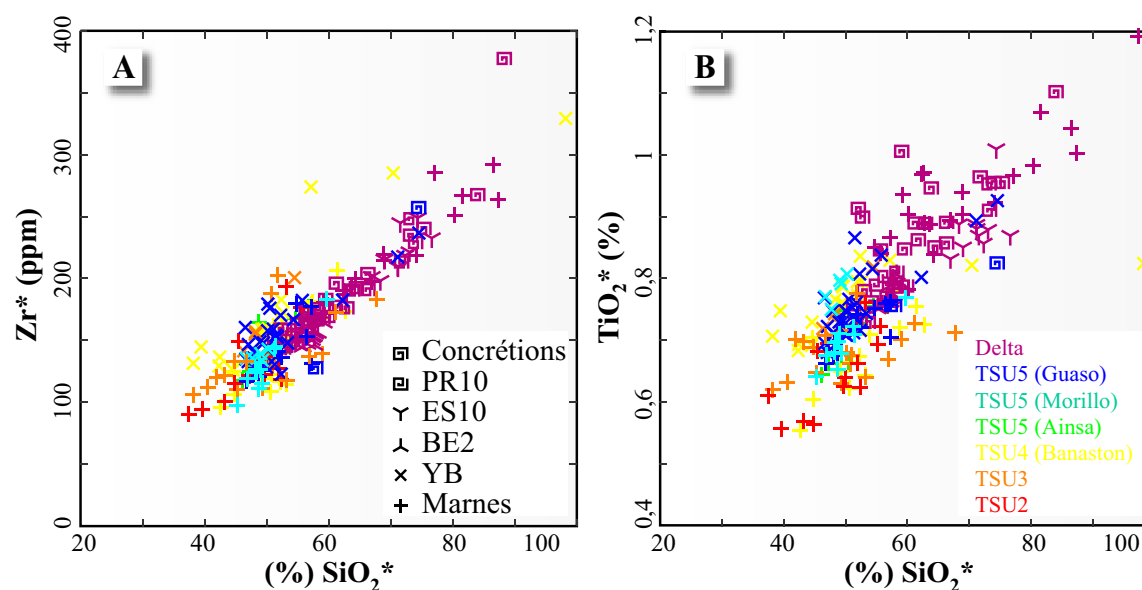 A
Zr* (ppm)
400
300
200
100
0
20
40
60
80
100
(%) SiO₂*
Concrétions
PR10
ES10
BE2
YB
Marnes
B
TiO₂* (%)
1,2
1
0,8
0,6
0,4
20
40
60
80
100
(%) SiO₂*
Delta
TSU5 (Guaso)
TSU5 (Morillo)
TSU5 (Ainsa)
TSU4 (Banaston)
TSU3
TSU2